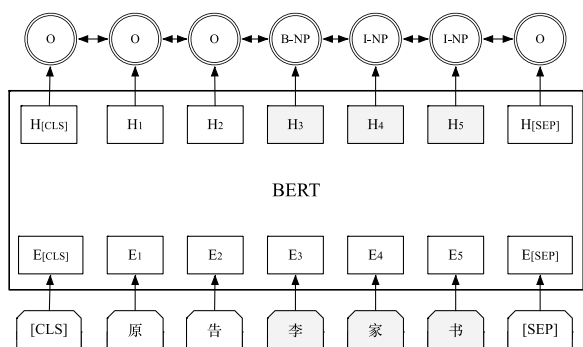 O O O B-NP I-NP I-NP O
H[CLS] H1 H2 H3 H4 H5 H[SEP]
BERT
E[CLS] E1 E2 E3 E4 E5 E[SEP]
[CLS] 原 告 李 家 书 [SEP]